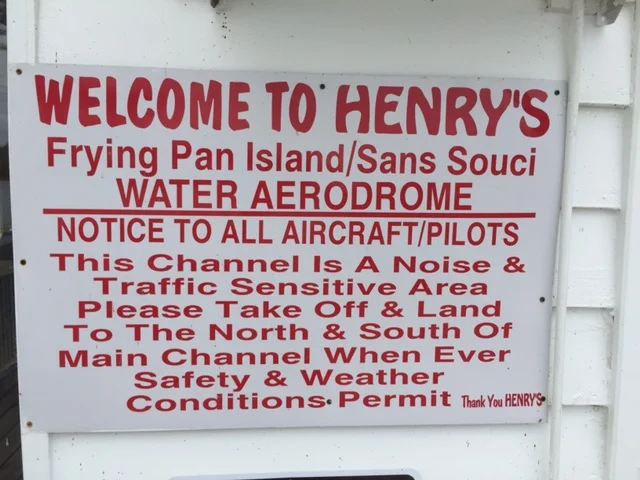 WELCOME TO HENRY'S
Frying Pan Island/Sans Souci
WATER AERODROME
NOTICE TO ALL AIRCRAFT/PILOTS
This Channel Is A Noise &
Traffic Sensitive Area
Please Take Off & Land
To The North & South Of
Main Channel When Ever
Safety & Weather
Conditions Permit Thank You HENRY'S